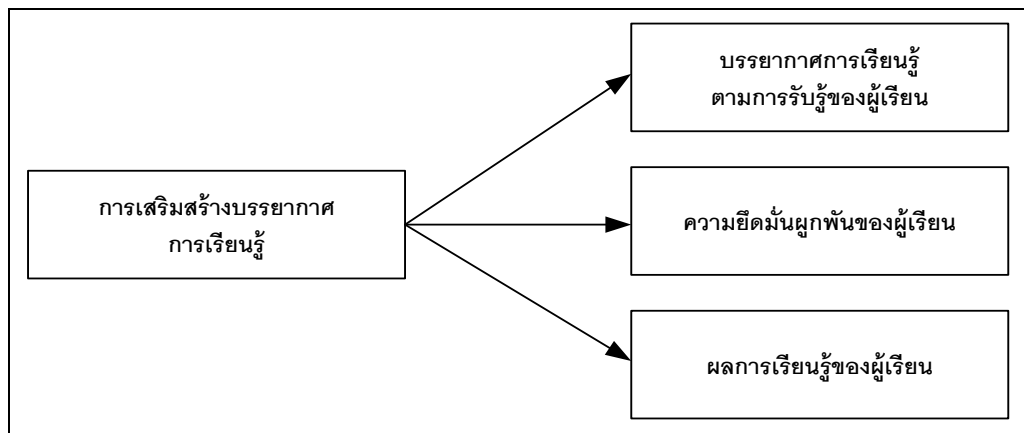 การเสริมสร้างบรรยากาศ
การเรียนรู้
บรรยากาศการเรียนรู้
ตามการรับรู้ของผู้เรียน
ความยึดมั่นผูกพันของผู้เรียน
ผลการเรียนรู้ของผู้เรียน